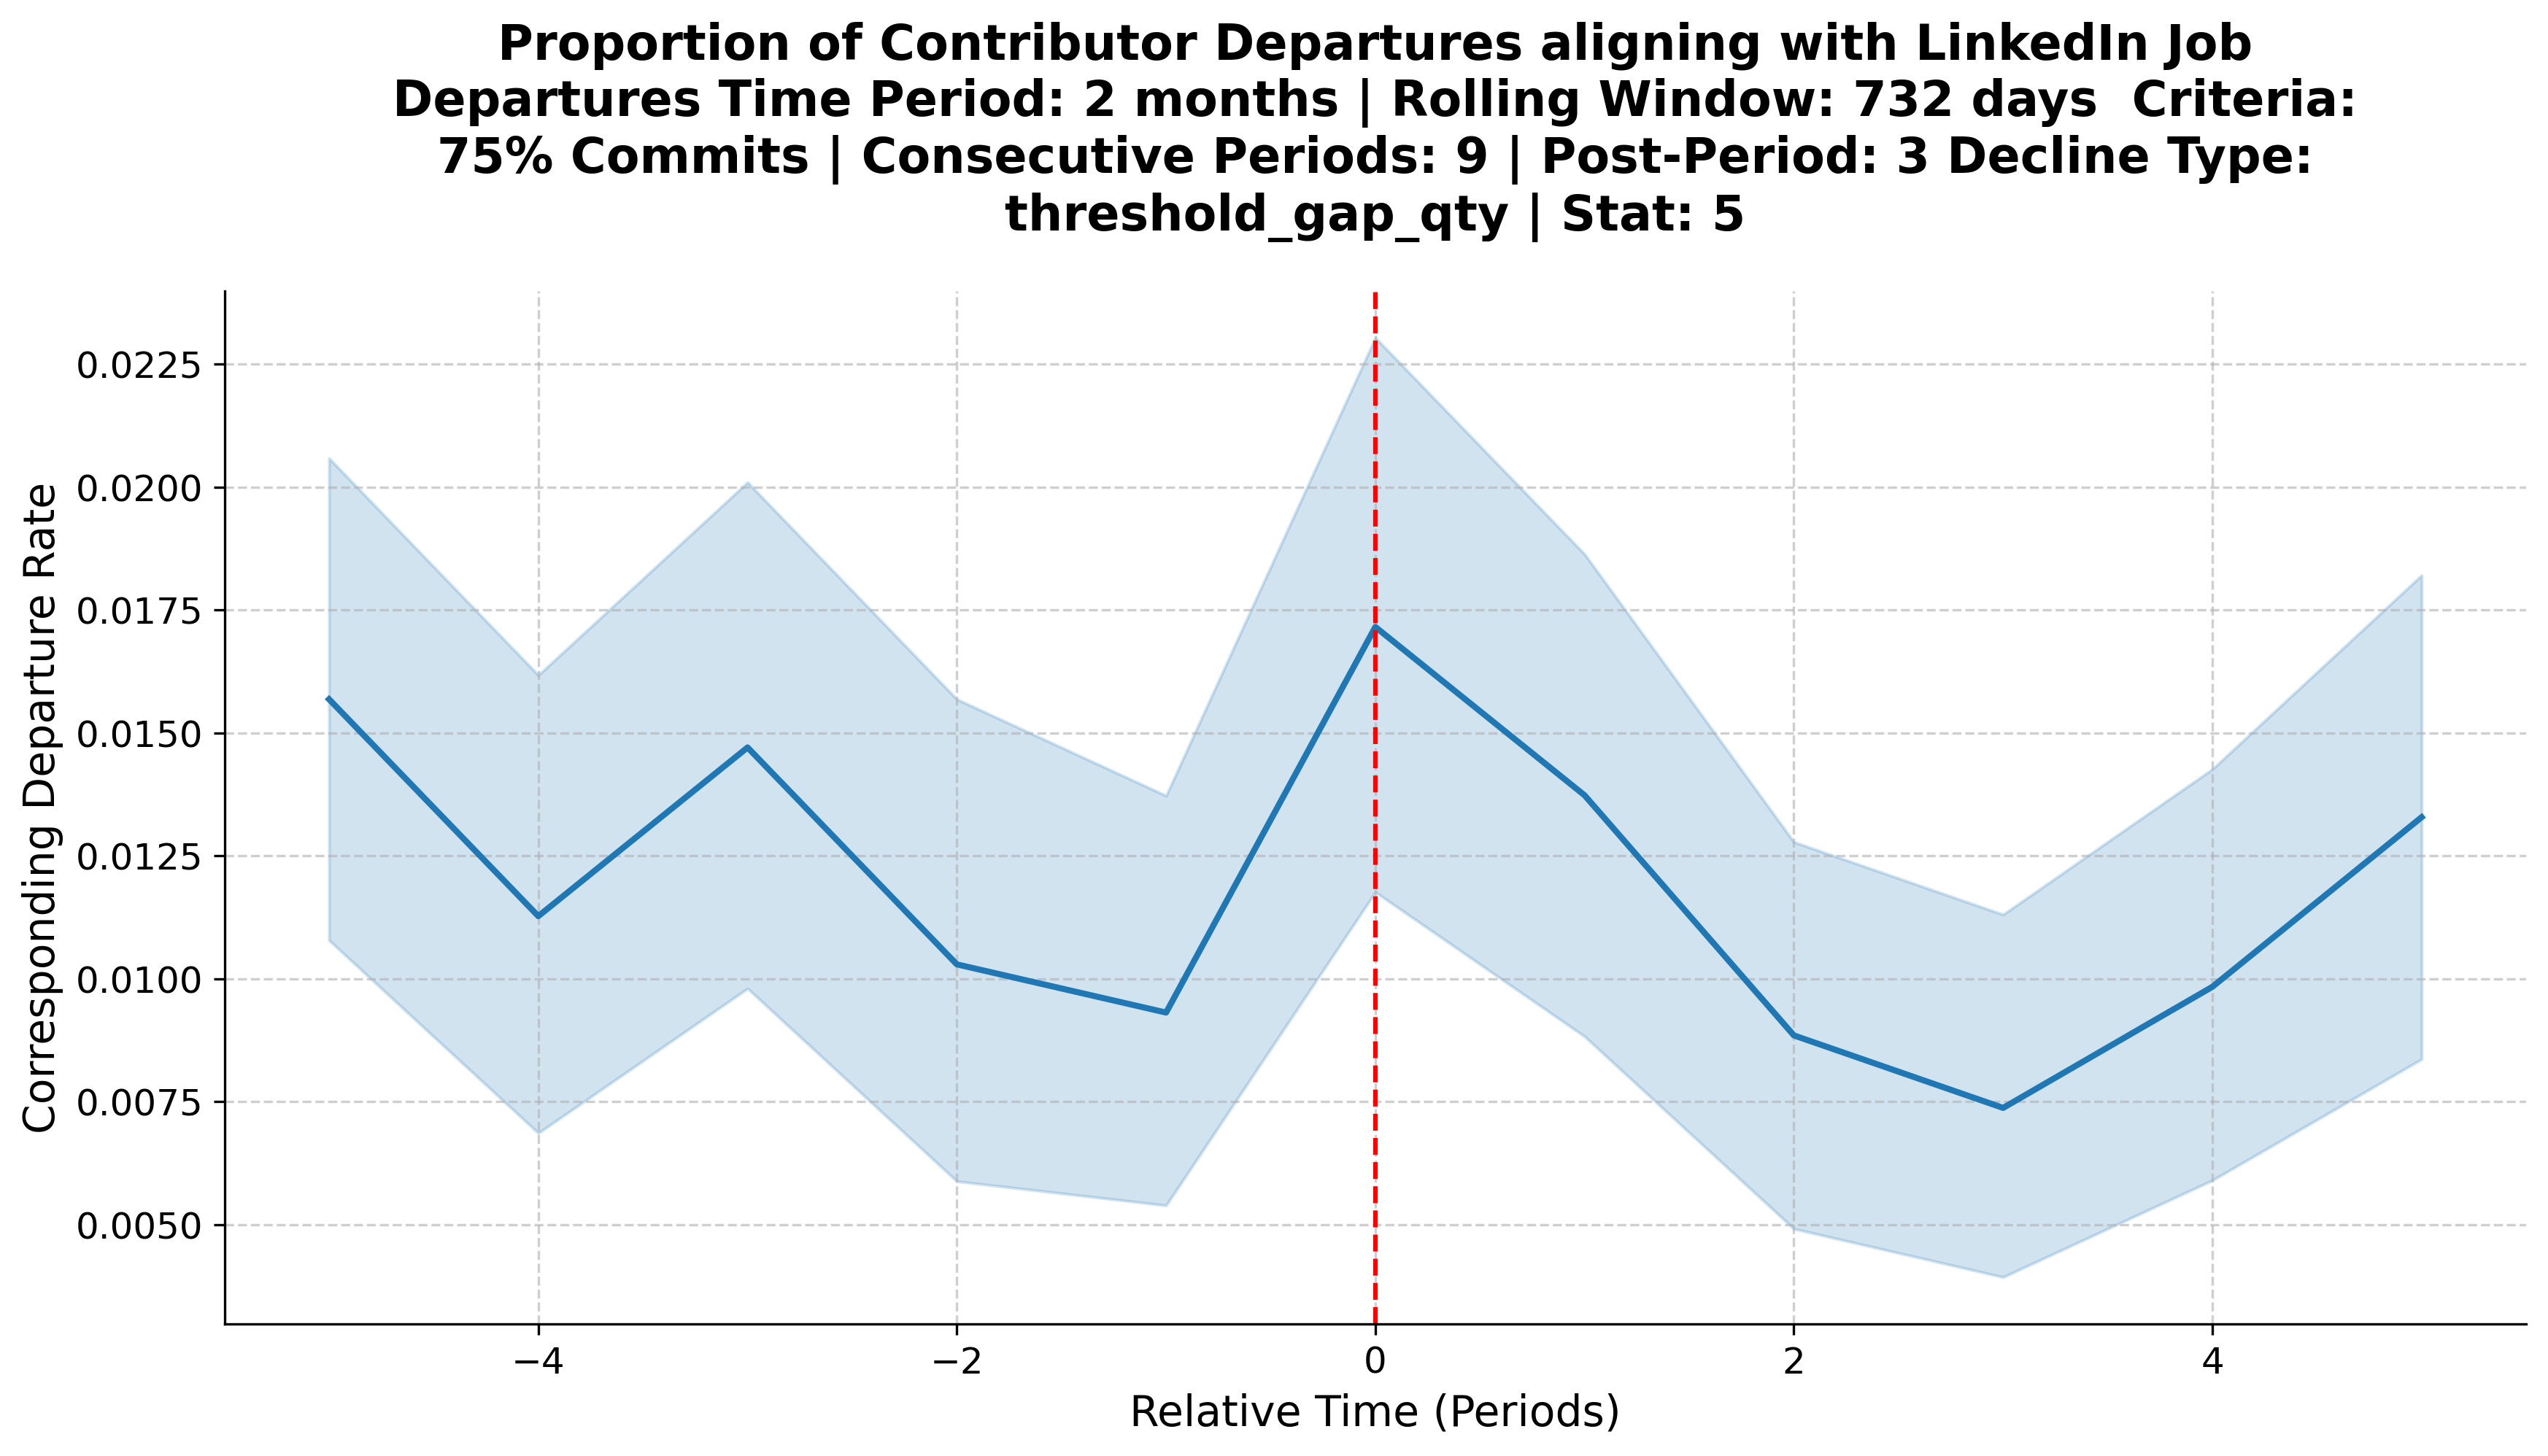 Proportion of Contributor Departures aligning with LinkedIn Job
Departures Time Period: 2 months | Rolling Window: 732 days  Criteria:
75% Commits | Consecutive Periods: 9 | Post-Period: 3 Decline Type:
threshold_gap_qty | Stat: 5
Corresponding Departure Rate
0.0225
0.0200
0.0175
0.0150
0.0125
0.0100
0.0075
0.0050
−4
−2
0
2
4
Relative Time (Periods)